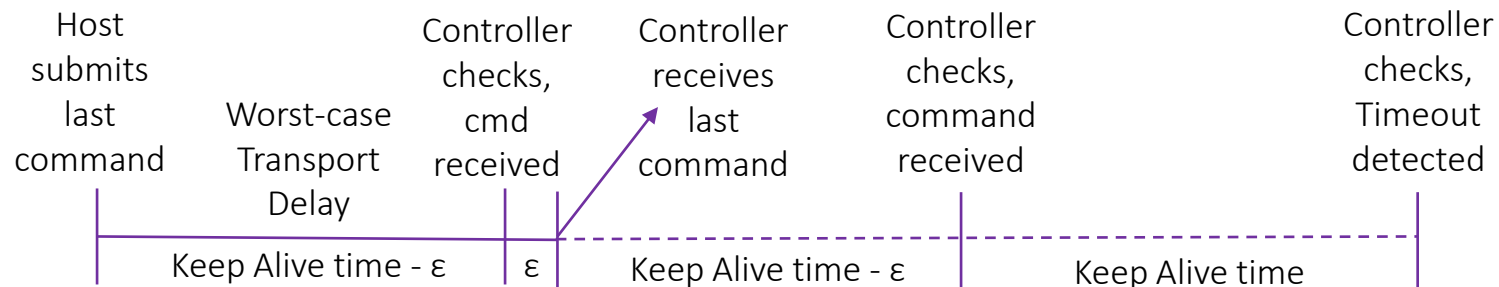 Host
submits
last
command
Worst-case
Transport
Delay
Controller
checks,
cmd
received
Controller
receives
last
command
Controller
checks,
command
received
Controller
checks,
Timeout
detected
Keep Alive time - ε
ε
Keep Alive time - ε
Keep Alive time